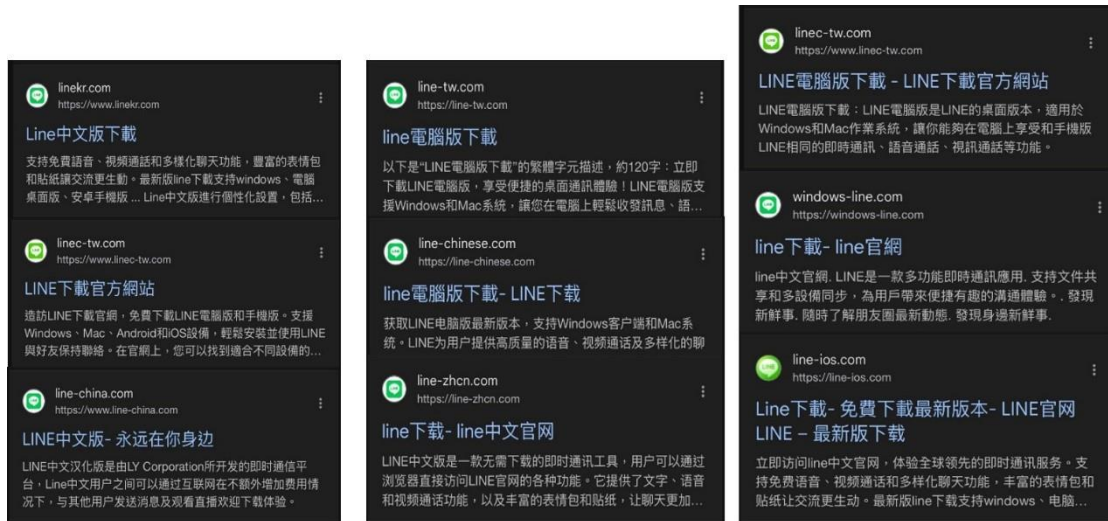 linekr.com
https://www.linekr.com
Line中文版下載
支持免費語音、視頻通話和多樣化聊天功能，豐富的表情包
和貼紙讓交流更生動。最新版line下載支持windows、電腦
桌面版、安卓手機版 ... Line中文版進行個性化設置，包括...
linec-tw.com
https://www.linec-tw.com
LINE下載官方網站
造訪LINE下載官網，免費下載LINE電腦版和手機版。支援
Windows、Mac、Android和iOS設備，輕鬆安裝並使用LINE
與好友保持聯絡。在官網上，您可以找到適合不同設備的...
line-china.com
https://www.line-china.com
LINE中文版- 永远在你身边
LINE中文汉化版是由LY Corporation所开发的即时通信平
台，Line中文用户之间可以通过互联网在不额外增加费用情
况下，与其他用户发送消息及观看直播欢迎下载体验。
line-tw.com
https://line-tw.com
line電腦版下載
以下是“LINE電腦版下載”的繁體字元描述，約120字：立即
下載LINE電腦版，享受便捷的桌面通訊體驗！LINE電腦版支
援Windows和Mac系統，讓您在電腦上輕鬆收發訊息、語...
line-chinese.com
https://line-chinese.com
line電腦版下載- LINE下载
获取LINE电脑版最新版本，支持Windows客户端和Mac系
统。LINE为用户提供高质量的语音、视频通话及多样化的聊
line-zhcn.com
https://line-zhcn.com
line下载- line中文官网
LINE中文版是一款无需下载的即时通讯工具，用户可以通过
浏览器直接访问LINE官网的各种功能。它提供了文字、语音
和视频通话功能，以及丰富的表情包和贴纸，让聊天更加...
linec-tw.com
https://www.linec-tw.com
LINE電腦版下載 - LINE下載官方網站
LINE電腦版下載：LINE電腦版是LINE的桌面版本，適用於
Windows和Mac作業系統，讓你能夠在電腦上享受和手機版
LINE相同的即時通訊、語音通話、視訊通話等功能。
windows-line.com
https://windows-line.com
line下載- line官網
line中文官網. LINE是一款多功能即時通訊應用. 支持文件共
享和多設備同步，為用戶帶來便捷有趣的溝通體驗。. 發現
新鮮事. 隨時了解朋友圈最新動態. 發現身邊新鮮事.
line-ios.com
https://line-ios.com
Line下載- 免費下載最新版本- LINE官网
LINE – 最新版下载
立即访问line中文官网，体验全球领先的即时通讯服务。支
持免费语音、视频通话和多样化聊天功能，丰富的表情包和
贴纸让交流更生动。最新版line下载支持windows、电脑...